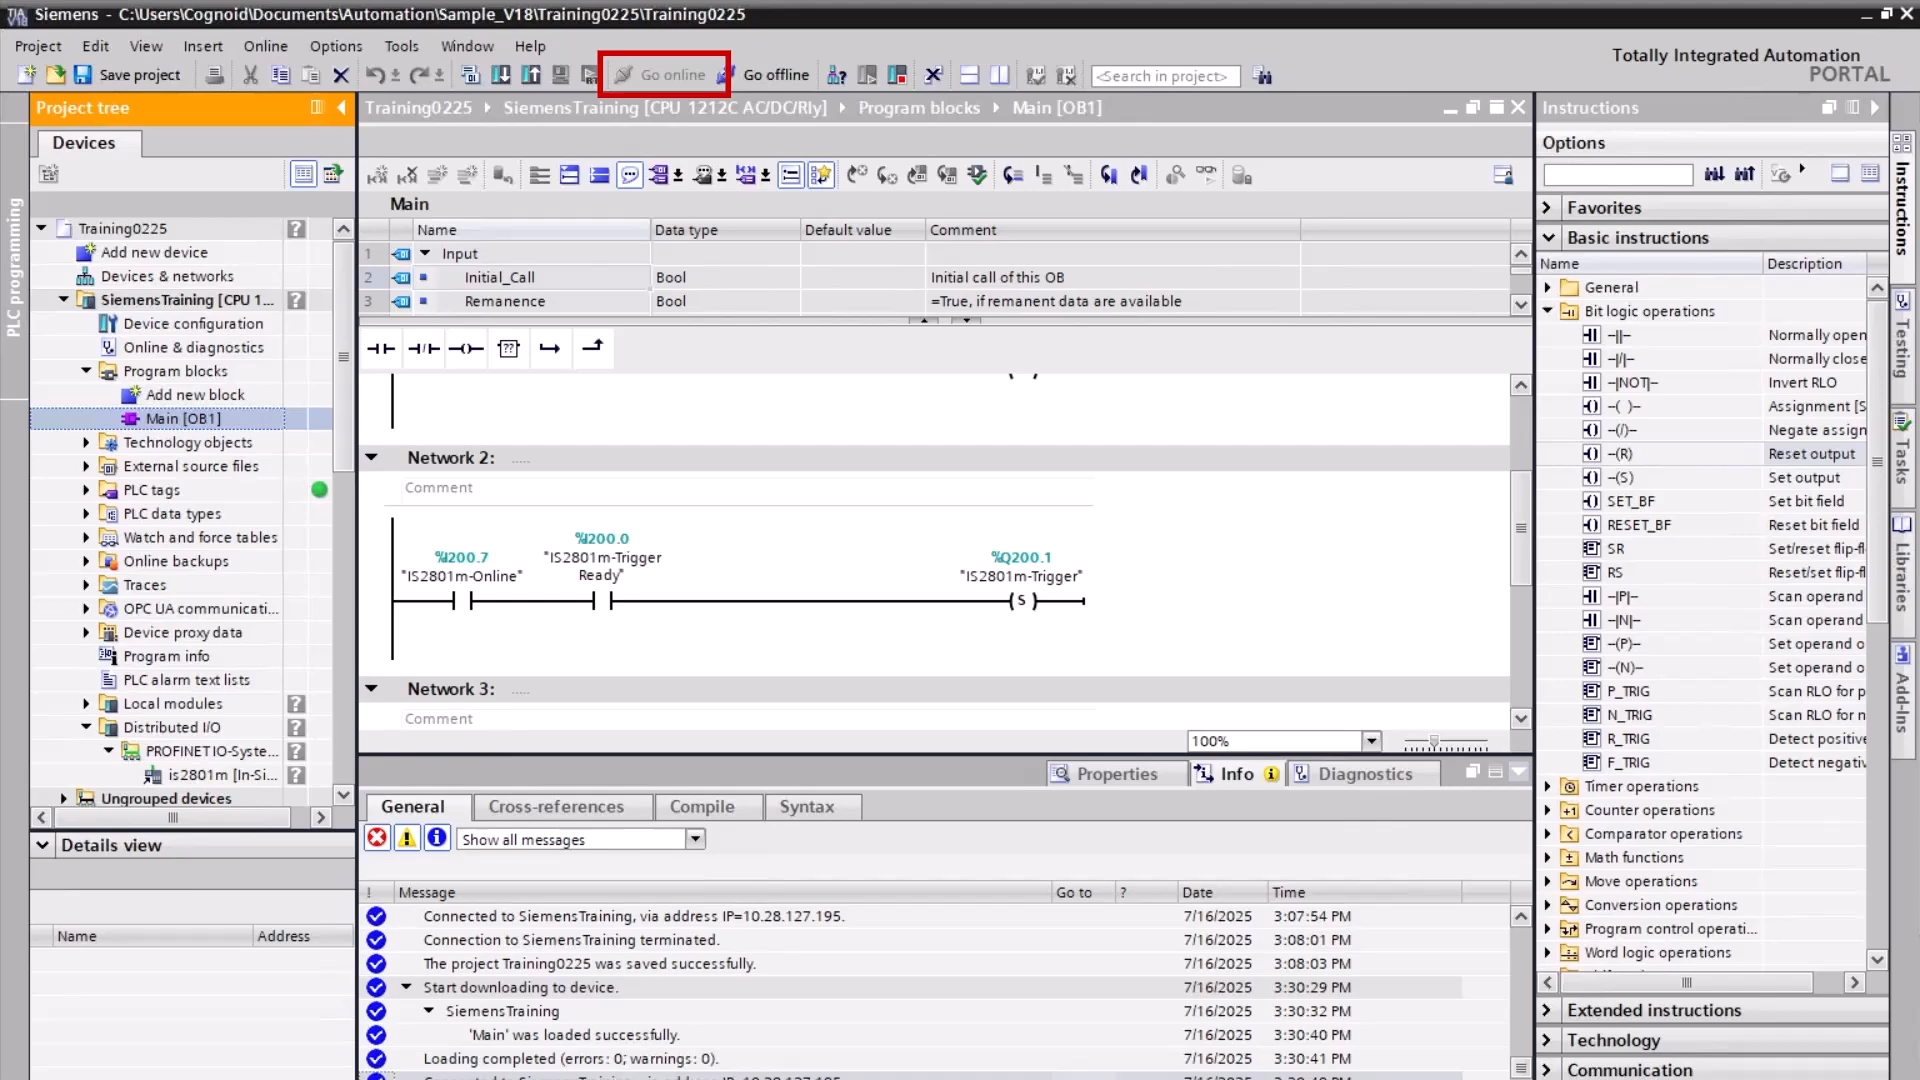 Siemens - C:\Users\Cognoid\Documents\Automation\Sample_V18\Training0225\Training0225
Project Edit View Insert Online Options Tools Window Help
Totally Integrated Automation
PORTAL
Save project Go online Go offline <Search in project>
Project tree
Training0225 SiemensTraining [CPU 1212C AC/DC/Rly] Program blocks Main [OB1]
Instructions
Devices
Options
PLC programming
Main
Name Data type Default value Comment
1 Input
2 Initial_Call Bool Initial call of this OB
3 Remanence Bool =True, if remanent data are available
Training0225
Add new device
Devices & networks
SiemensTraining [CPU 1...
Device configuration
Online & diagnostics
Program blocks
Add new block
Main [OB1]
Technology objects
External source files
PLC tags
PLC data types
Watch and force tables
Online backups
Traces
OPC UA communicati...
Device proxy data
Program info
PLC alarm text lists
Local modules
Distributed I/O
PROFINET IO-Syste...
is2801m [In-Si...
Ungrouped devices
Details view
Name Address
Network 2: .....
Comment
%I200.7
"IS2801m-Online"
%I200.0
"IS2801m-Trigger
Ready"
%Q200.1
"IS2801m-Trigger"
S
Network 3: .....
Comment
100%
Properties Info Diagnostics
General Cross-references Compile Syntax
Show all messages
! Message Go to ? Date Time
Connected to SiemensTraining, via address IP=10.28.127.195. 7/16/2025 3:07:54 PM
Connection to SiemensTraining terminated. 7/16/2025 3:08:01 PM
The project Training0225 was saved successfully. 7/16/2025 3:08:03 PM
Start downloading to device. 7/16/2025 3:30:29 PM
SiemensTraining 7/16/2025 3:30:32 PM
'Main' was loaded successfully. 7/16/2025 3:30:40 PM
Loading completed (errors: 0; warnings: 0). 7/16/2025 3:30:41 PM
Favorites
Basic instructions
Name Description
General
Bit logic operations
-||- Normally open
-|/|- Normally close
-|NOT|- Invert RLO
-( )- Assignment [S
-(/)- Negate assign
-(R) Reset output
-(S) Set output
SET_BF Set bit field
RESET_BF Reset bit field
SR Set/reset flip-fl
RS Reset/set flip-fl
-|P|- Scan operand
-|N|- Scan operand
-(P)- Set operand o
-(N)- Set operand o
P_TRIG Scan RLO for p
N_TRIG Scan RLO for n
R_TRIG Detect positive
F_TRIG Detect negativ
Timer operations
Counter operations
Comparator operations
Math functions
Move operations
Conversion operations
Program control operati...
Word logic operations
Extended instructions
Technology
Communication
Instructions
Testing
Tasks
Libraries
Add-Ins